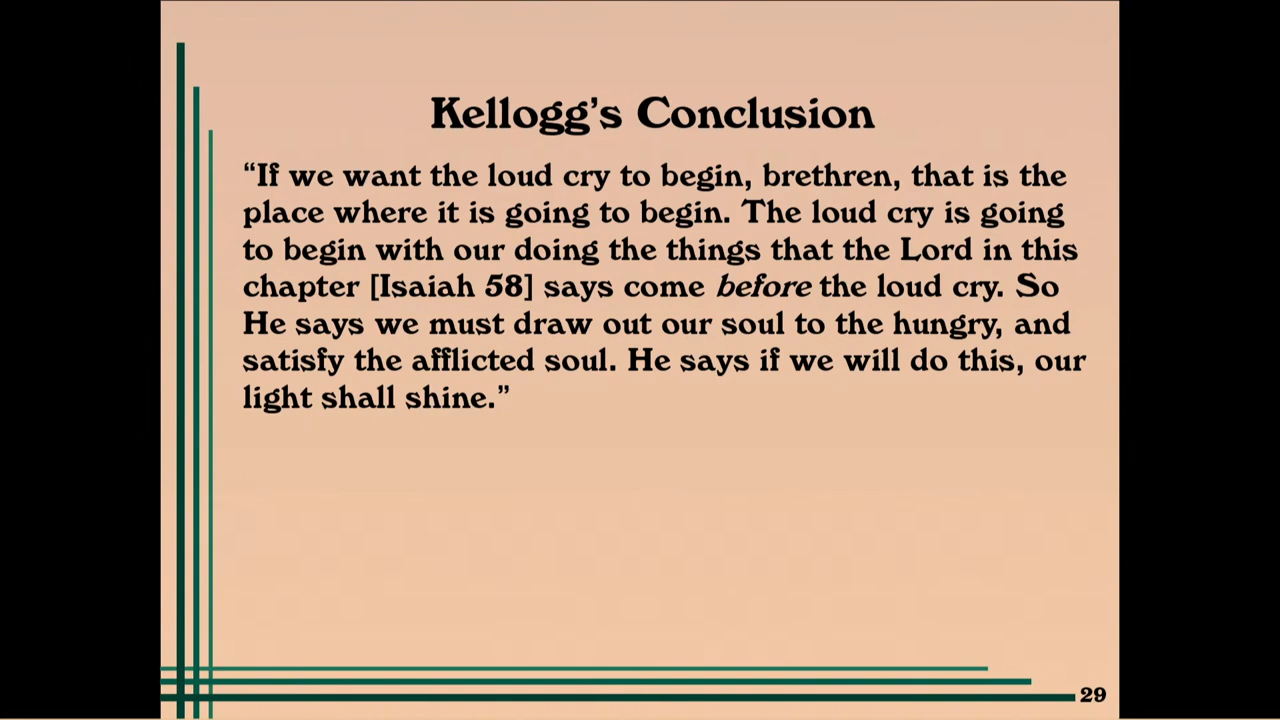 Kellogg’s Conclusion
“If we want the loud cry to begin, brethren, that is the
place where it is going to begin. The loud cry is going
to begin with our doing the things that the Lord in this
chapter [Isaiah 58] says come before the loud cry. So
He says we must draw out our soul to the hungry, and
satisfy the afflicted soul. He says if we will do this, our
light shall shine.”
29